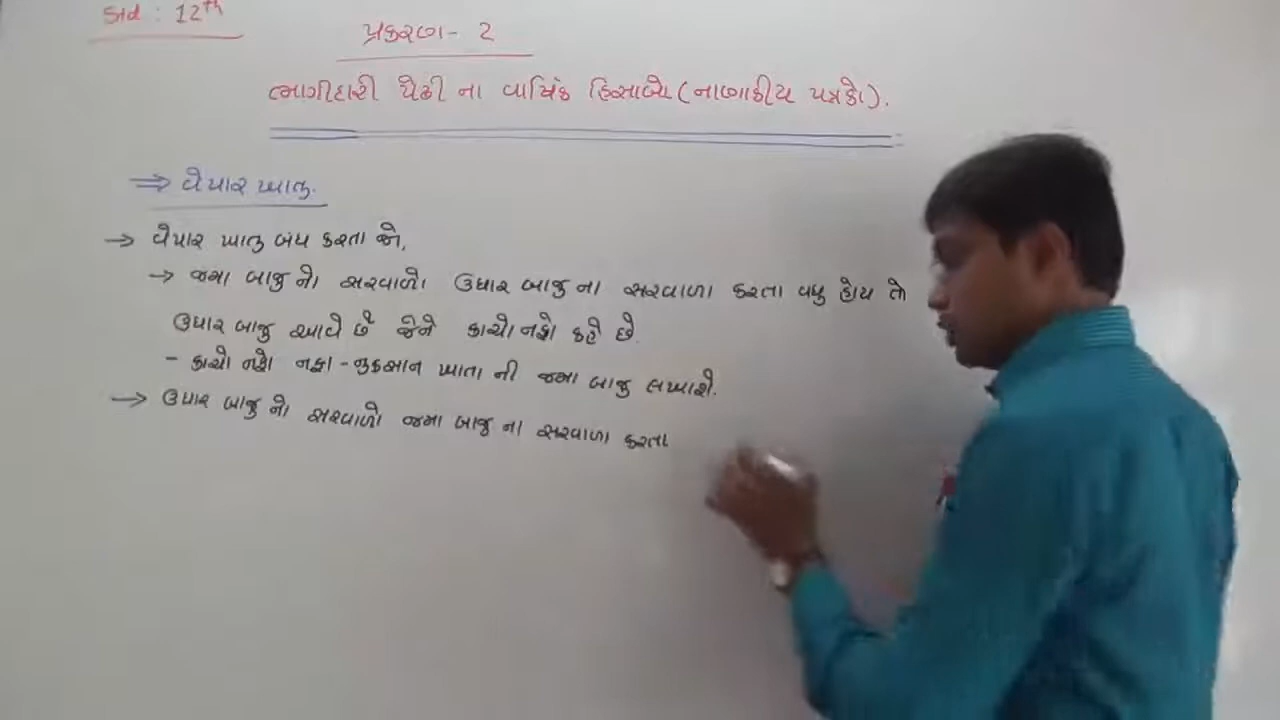 Std : 12th
પ્રકરણ - 2
ભાગીદારી પેઢી ના વાર્ષિક હિસાબો (નાણાકીય પત્રકો).
⇒ વેપાર ખાતુ.
→ વેપાર ખાતુ બંધ કરતા જો,
→ જમા બાજુ નો સરવાળો ઉધાર બાજુ ના સરવાળા કરતા વધુ હોય તો
ઉધાર બાજુ આવે છે જેને કાચો નફો કહે છે.
- કાચો નફો નફા - નુકસાન ખાતા ની જમા બાજુ લખાશે.
→ ઉધાર બાજુ નો સરવાળો જમા બાજુ ના સરવાળા કરતા